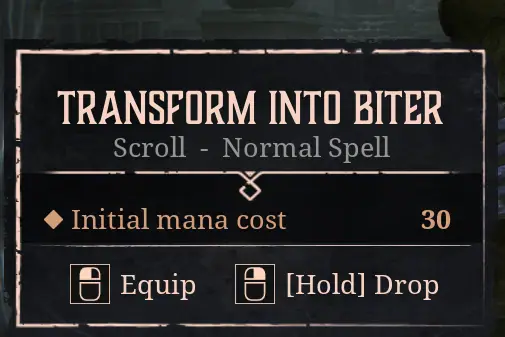 TRANSFORM INTO BITER
Scroll - Normal Spell
Initial mana cost 30
Equip [Hold] Drop